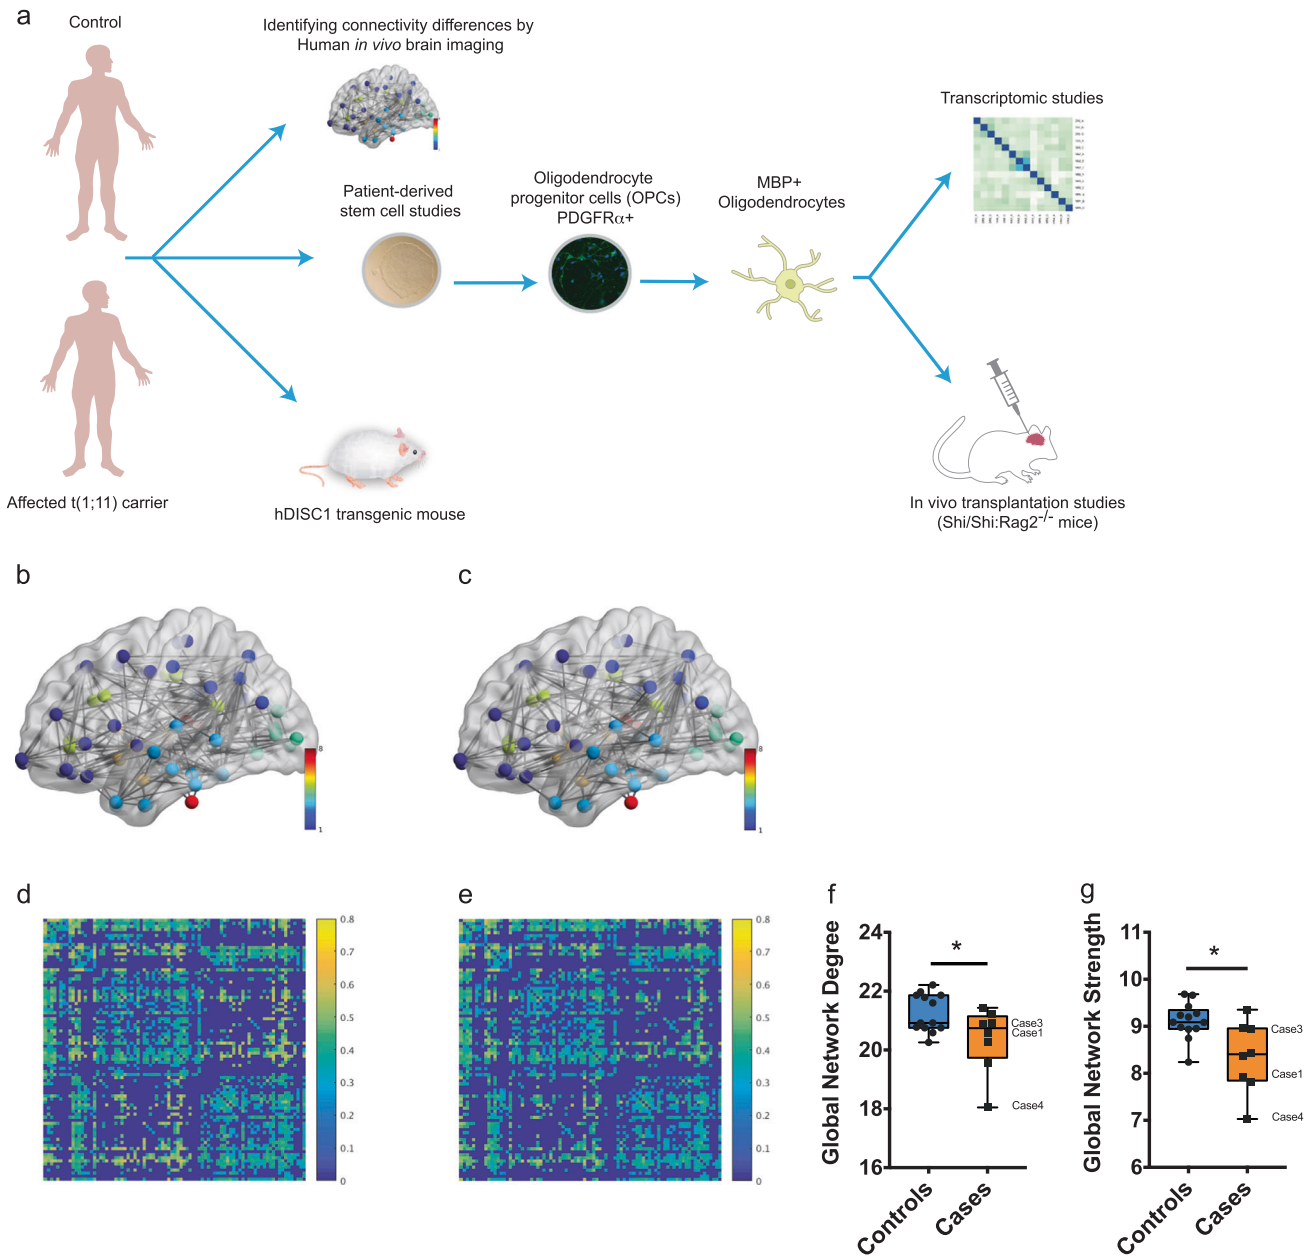 a
Control
Identifying connectivity differences by
Human in vivo brain imaging
Transcriptomic studies
Patient-derived
stem cell studies
Oligodendrocyte
progenitor cells (OPCs)
PDGFRα+
MBP+
Oligodendrocytes
Affected t(1;11) carrier
hDISC1 transgenic mouse
In vivo transplantation studies
(Shi/Shi:Rag2-/- mice)
b
8
1
c
8
1
d
0.8
0.7
0.6
0.5
0.4
0.3
0.2
0.1
0
e
0.8
0.7
0.6
0.5
0.4
0.3
0.2
0.1
0
f
Global Network Degree
24
22
20
18
16
*
Case3
Case1
Case4
Controls
Cases
g
Global Network Strength
11
10
9
8
7
6
*
Case3
Case1
Case4
Controls
Cases